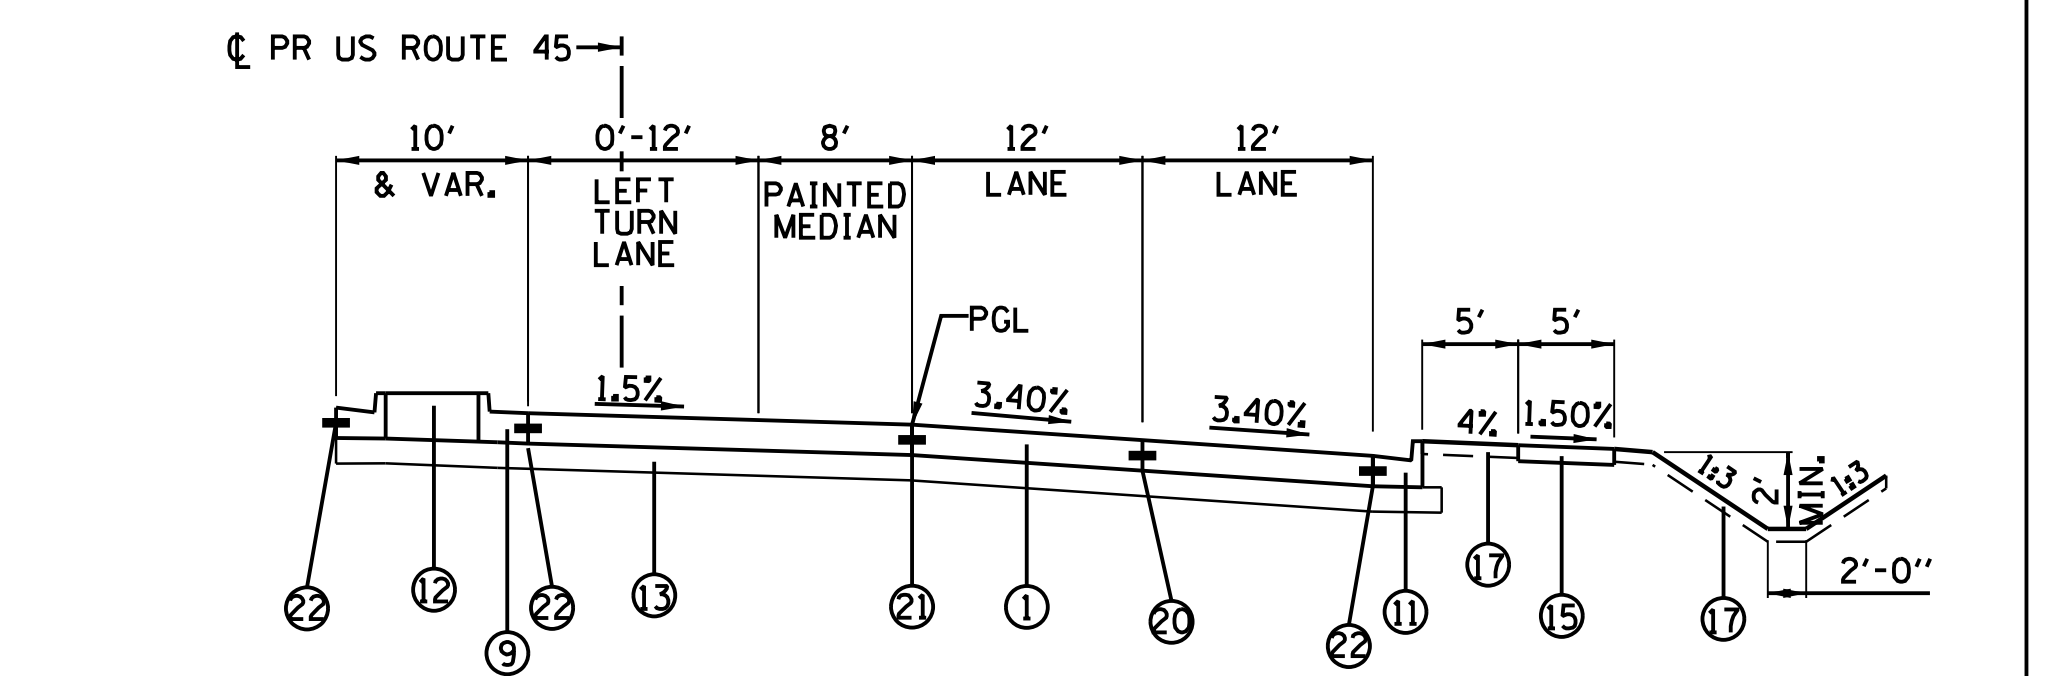 ℄ PR US ROUTE 45
10' 0'-12' 8' 12' 12'
& VAR. LEFT TURN LANE PAINTED MEDIAN LANE LANE
PGL
5' 5'
1.5% 3.40% 3.40% 4% 1.50%
1:3 2' MIN. 1:3
2'-0"
22 12 9 22 13 21 1 20 22 11 17 15 17